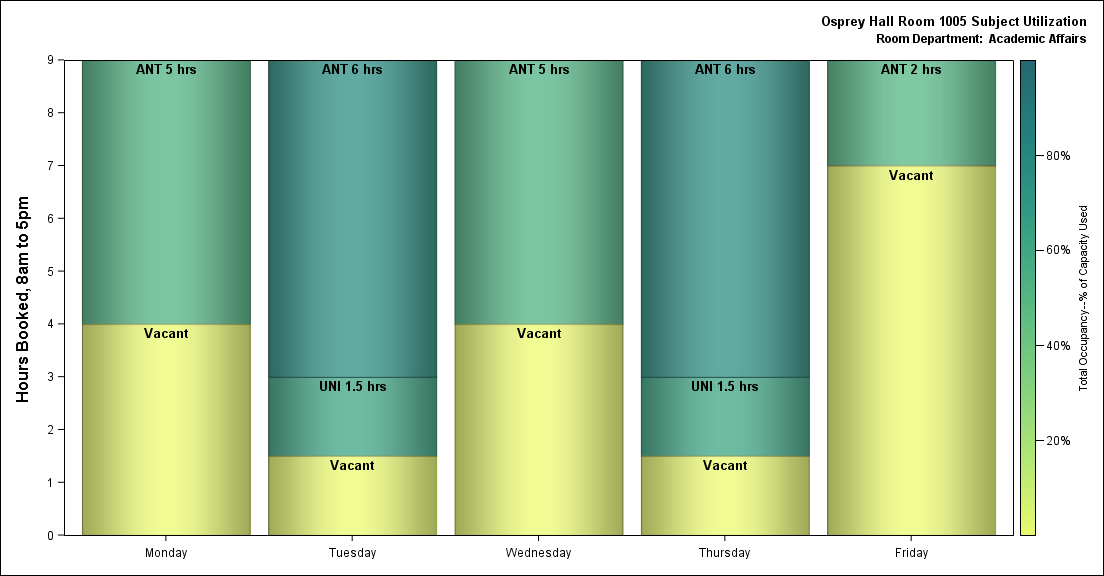 Osprey Hall Room 1005 Subject Utilization
Room Department: Academic Affairs
Hours Booked, 8am to 5pm
9
8
7
6
5
4
3
2
1
0
ANT 5 hrs
Vacant
ANT 6 hrs
UNI 1.5 hrs
Vacant
ANT 5 hrs
Vacant
ANT 6 hrs
UNI 1.5 hrs
Vacant
ANT 2 hrs
Vacant
Monday
Tuesday
Wednesday
Thursday
Friday
80%
60%
40%
20%
Total Occupancy--% of Capacity Used